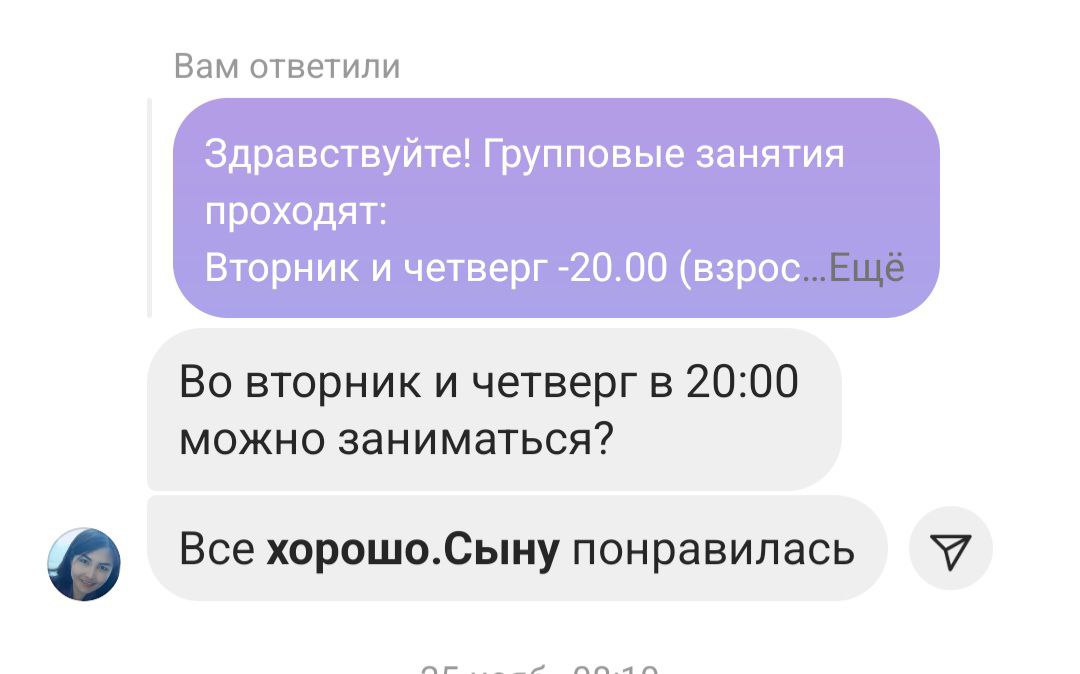 Вам ответили
Здравствуйте! Групповые занятия
проходят:
Вторник и четверг -20.00 (взрос...Ещё
Во вторник и четверг в 20:00
можно заниматься?
Все хорошо.Сыну понравилась